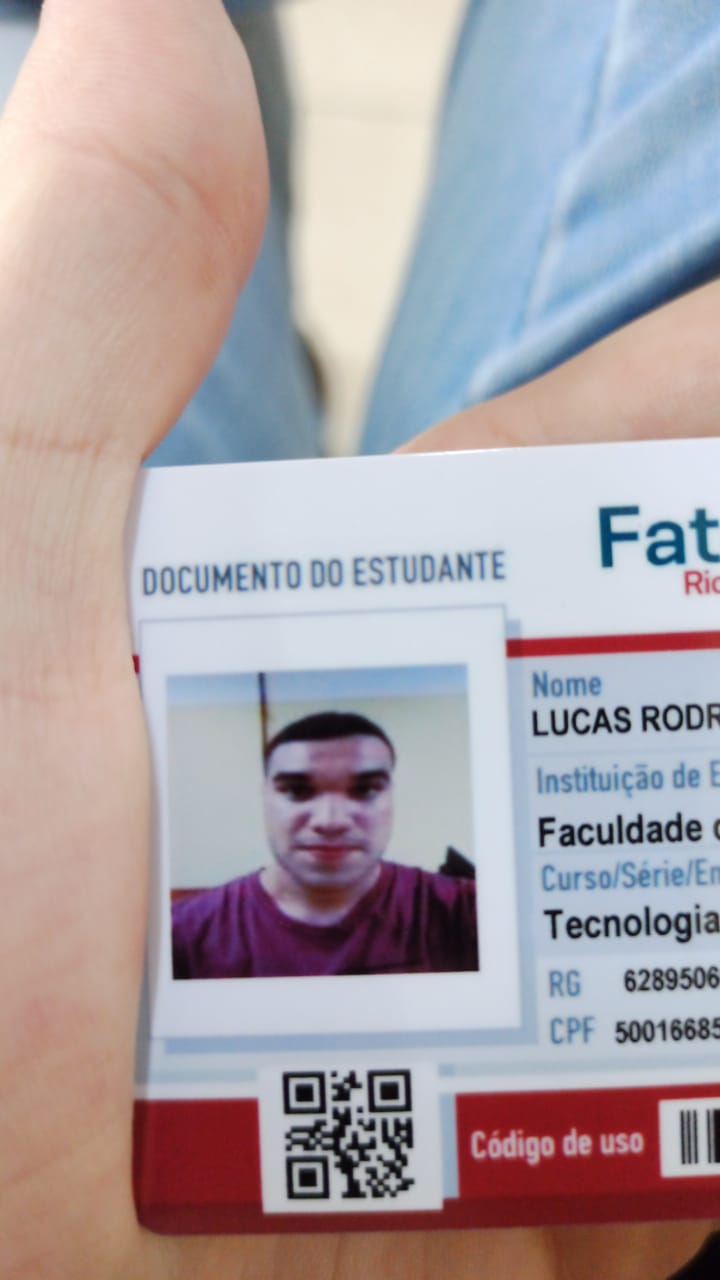 DOCUMENTO DO ESTUDANTE
Fat
Ric
Nome
LUCAS RODR
Instituição de E
Faculdade
Curso/Série/En
Tecnologia
RG 6289506
CPF 50016685
Código de uso